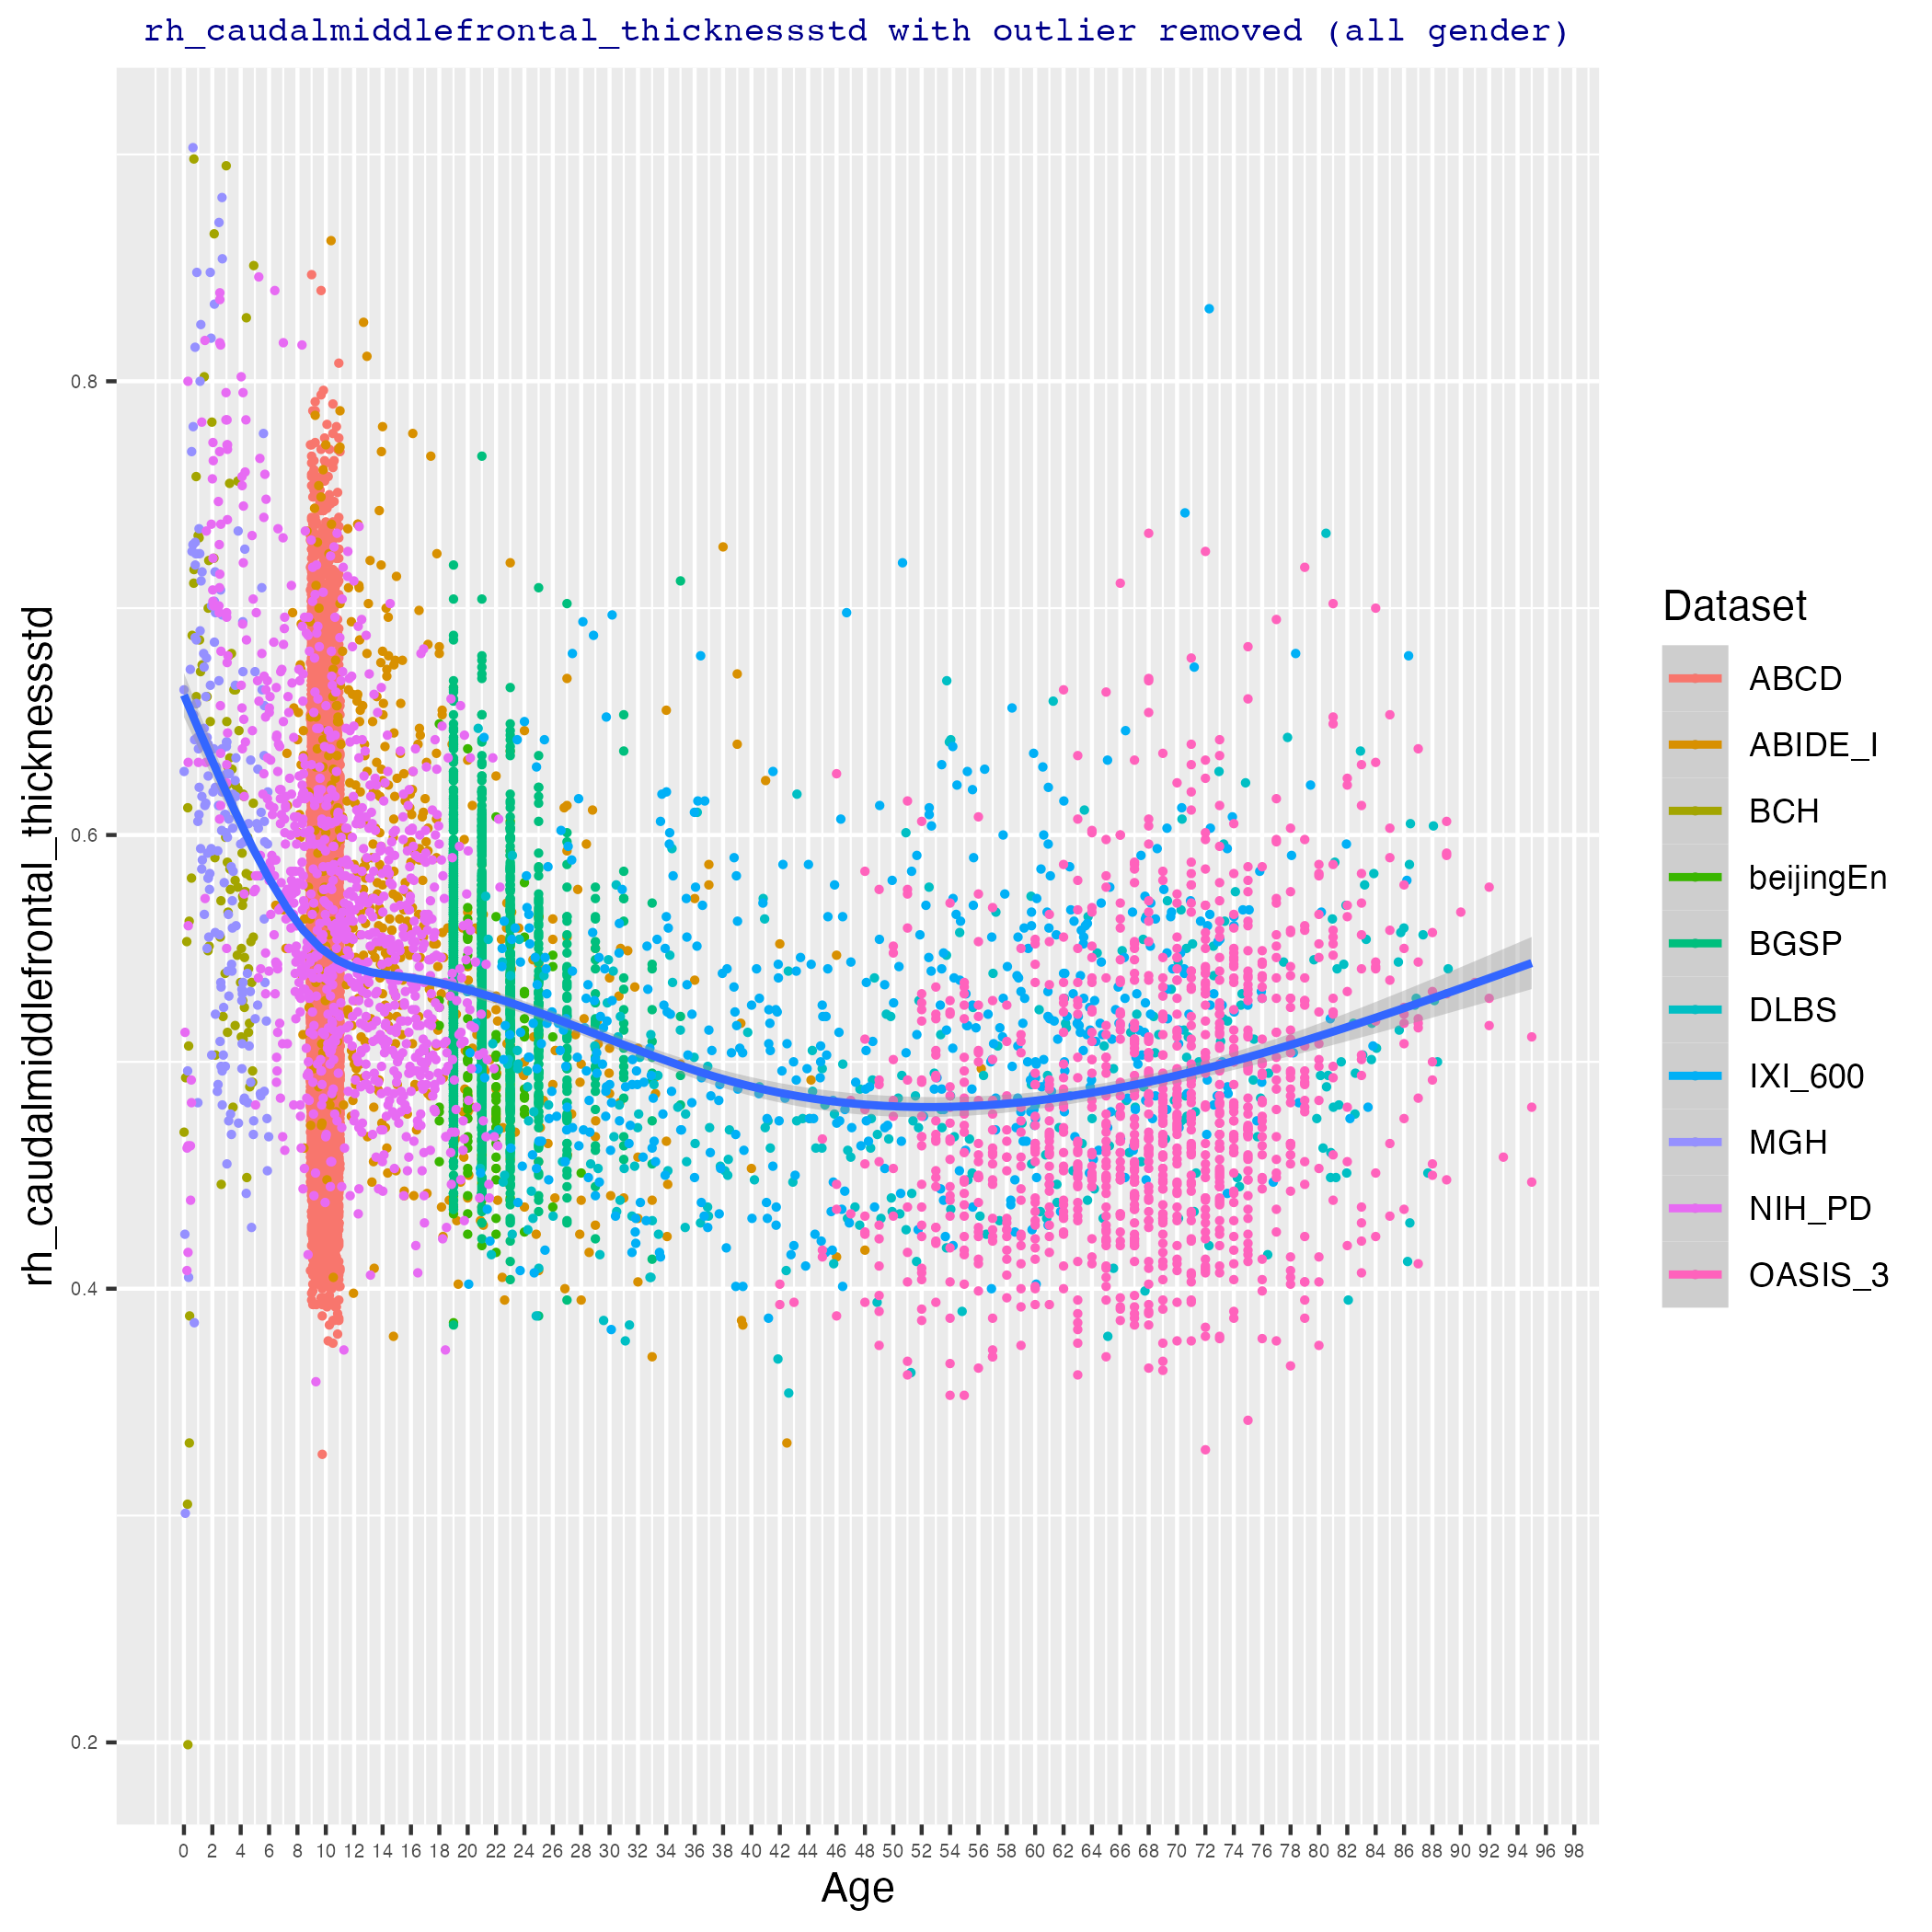 rh_caudalmiddlefrontal_thicknessstd with outlier removed (all gender)
rh_caudalmiddlefrontal_thicknessstd
0.8
0.6
0.4
0.2
0 2 4 6 8 10 12 14 16 18 20 22 24 26 28 30 32 34 36 38 40 42 44 46 48 50 52 54 56 58 60 62 64 66 68 70 72 74 76 78 80 82 84 86 88 90 92 94 96 98
Age
Dataset
ABCD
ABIDE_I
BCH
beijingEn
BGSP
DLBS
IXI_600
MGH
NIH_PD
OASIS_3